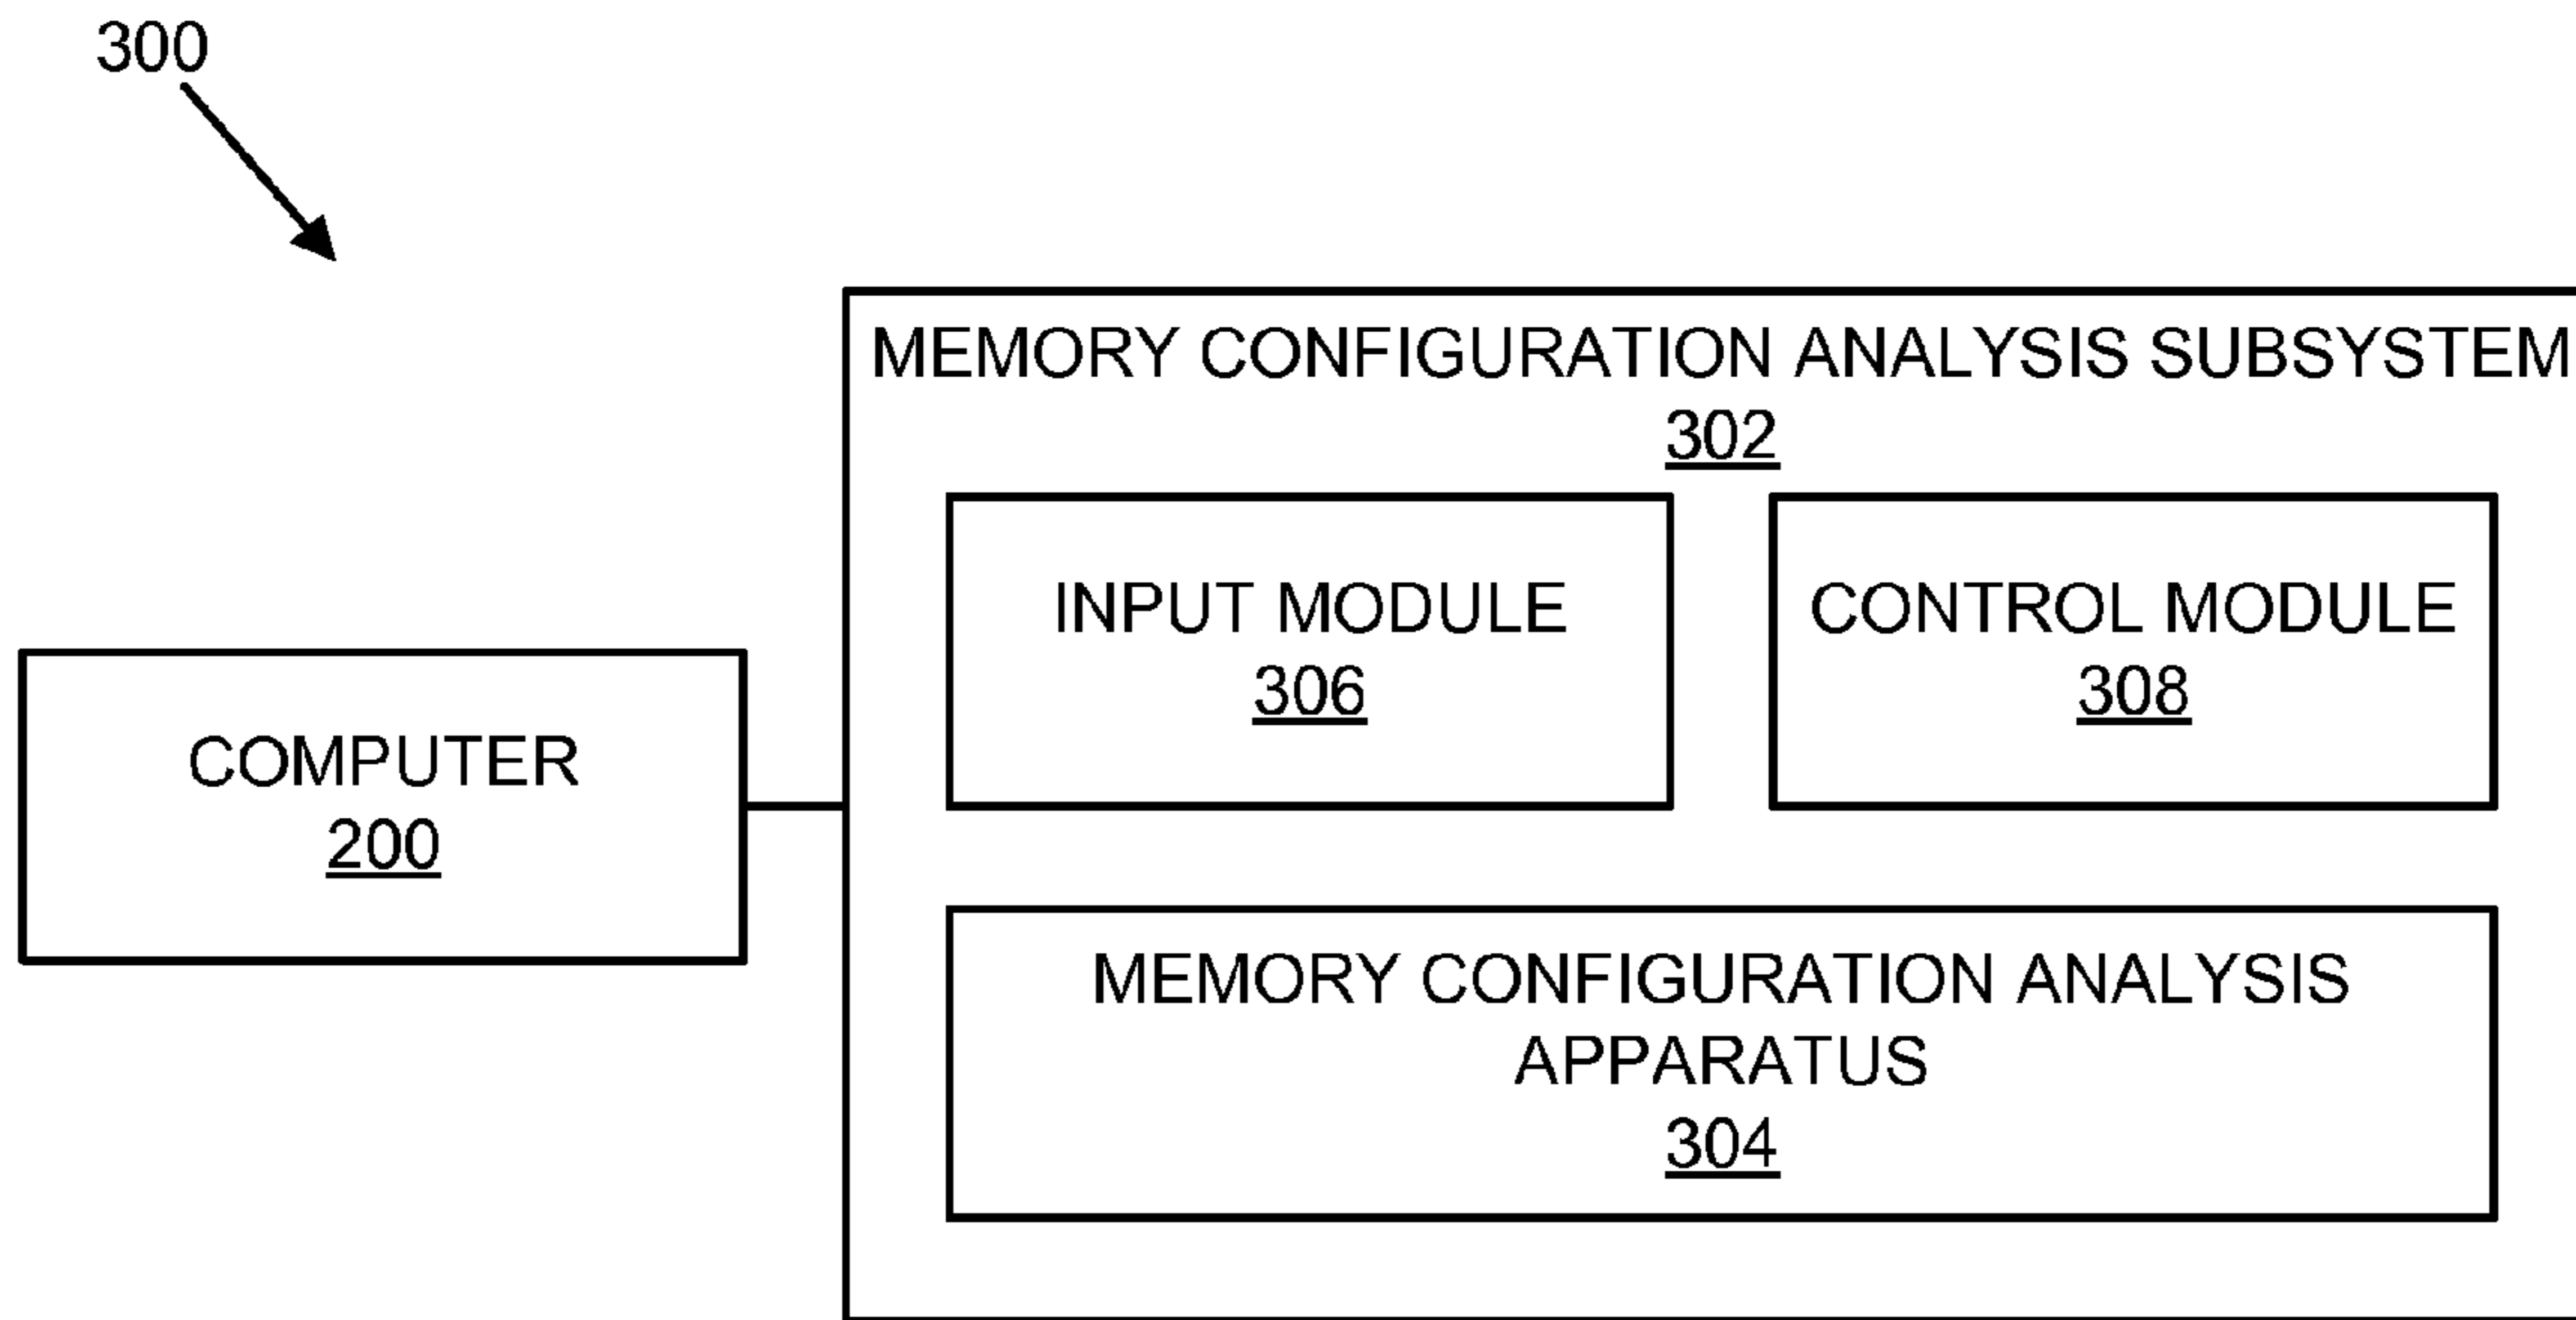 300
MEMORY CONFIGURATION ANALYSIS SUBSYSTEM
302
INPUT MODULE
306
CONTROL MODULE
308
COMPUTER
200
MEMORY CONFIGURATION ANALYSIS
APPARATUS
304